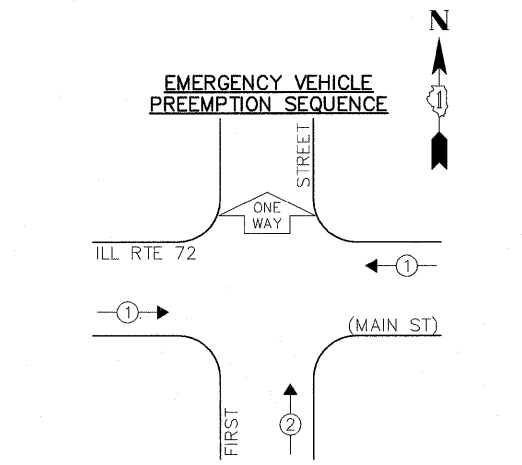 N
EMERGENCY VEHICLE
PREEMPTION SEQUENCE
1
STREET
ONE
WAY
ILL RTE 72
1
1
(MAIN ST)
FIRST
2